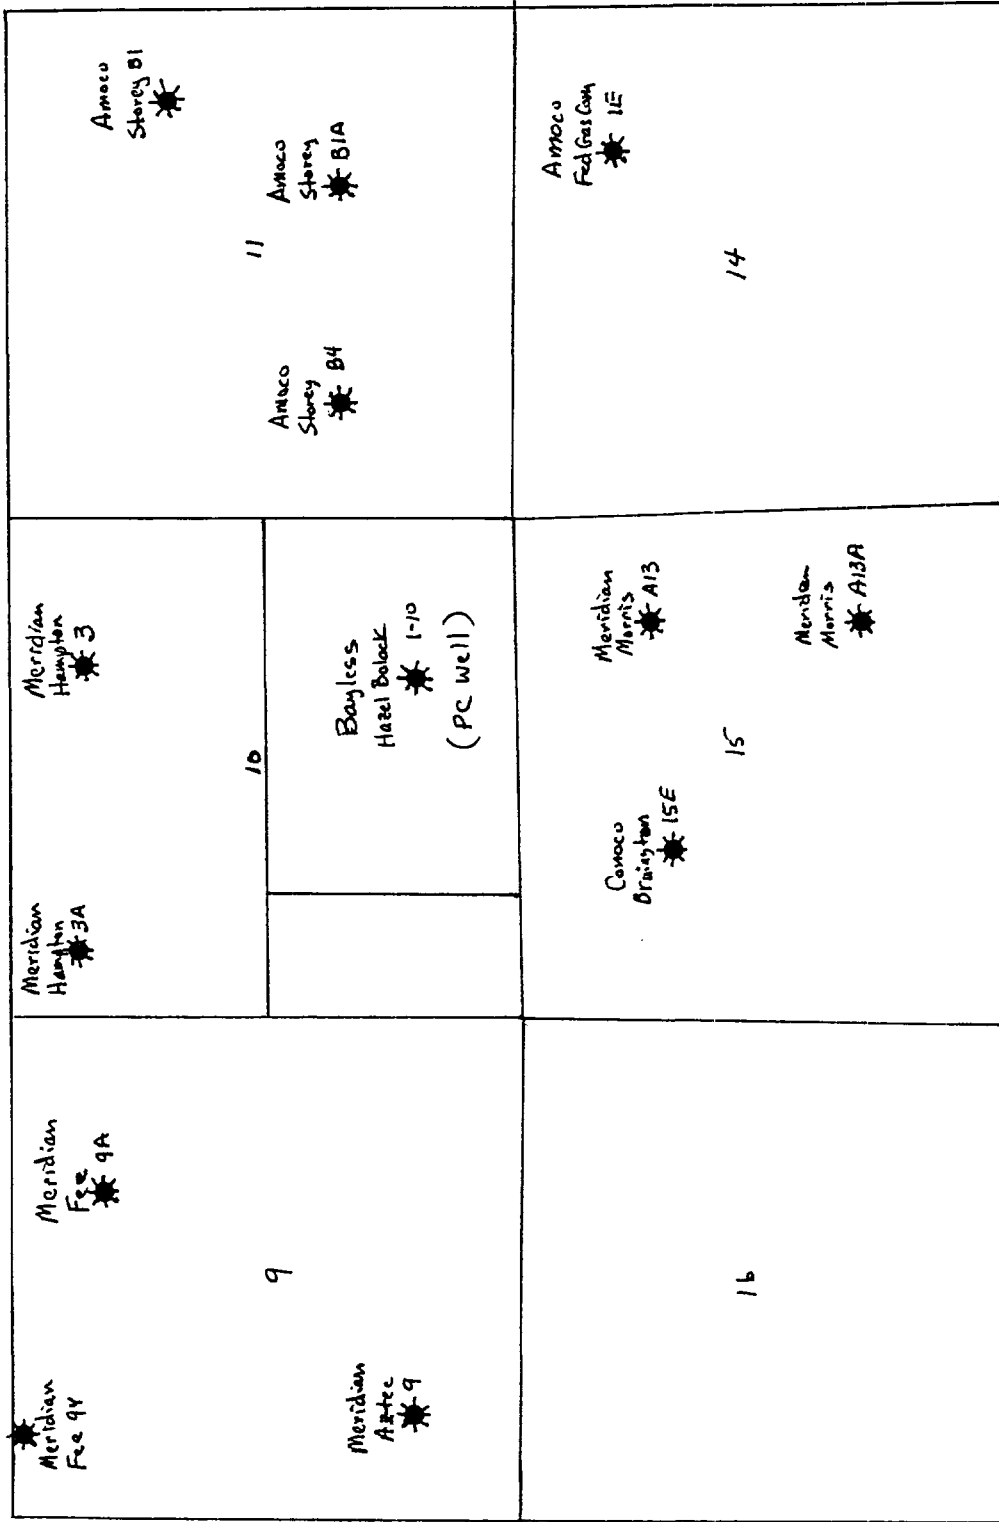 Meridian
Fee 9Y
Meridian
Fee
9A
9
Meridian
Aztec
9
Meridian
Hampton
3A
Meridian
Hampton
3
10
Bayless
Hazel Bolack
1-10
(PC Well)
Amoco
Storey B1
Amoco
Storey
B1A
11
Amoco
Storey
B4
16
Conoco
Bruington
15E
Meridian
Morris
A13
15
Meridian
Morris
A13A
Amoco
Fed Gas Com
1E
14